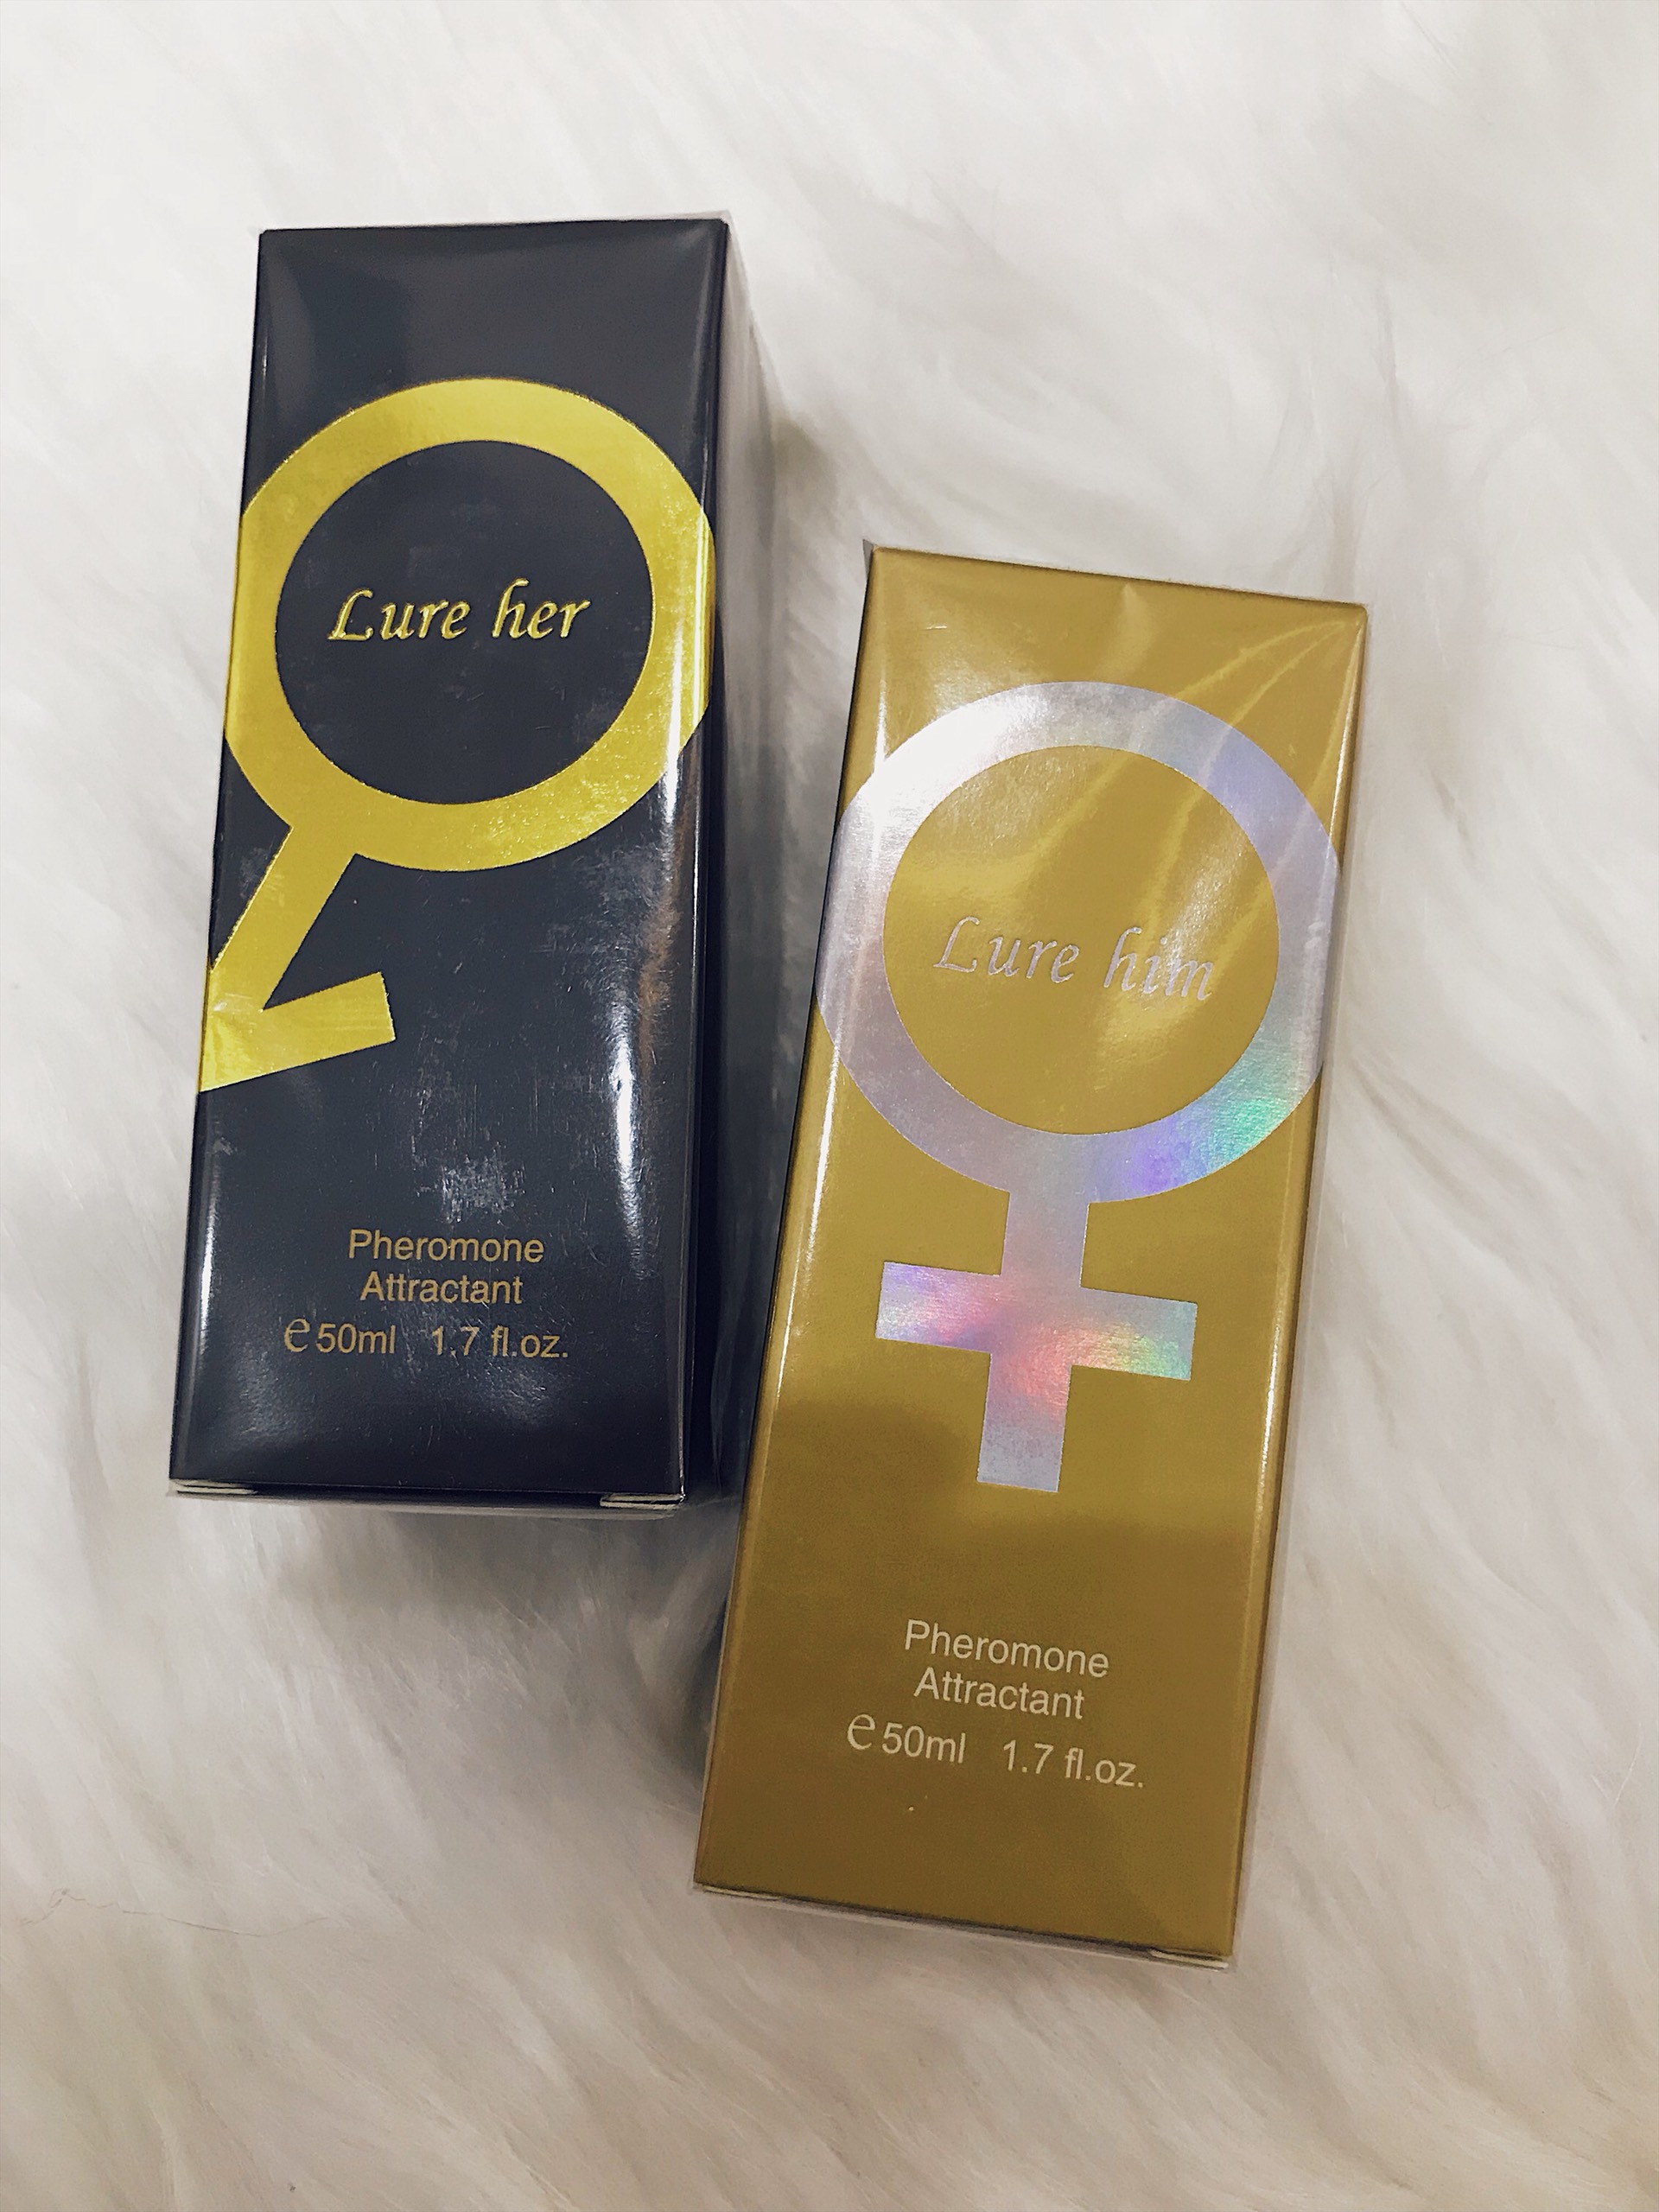 Lure her
Pheromone
Attractant
℮50ml 1.7 fl.oz.
Lure him
Pheromone
Attractant
℮50ml 1.7 fl.oz.